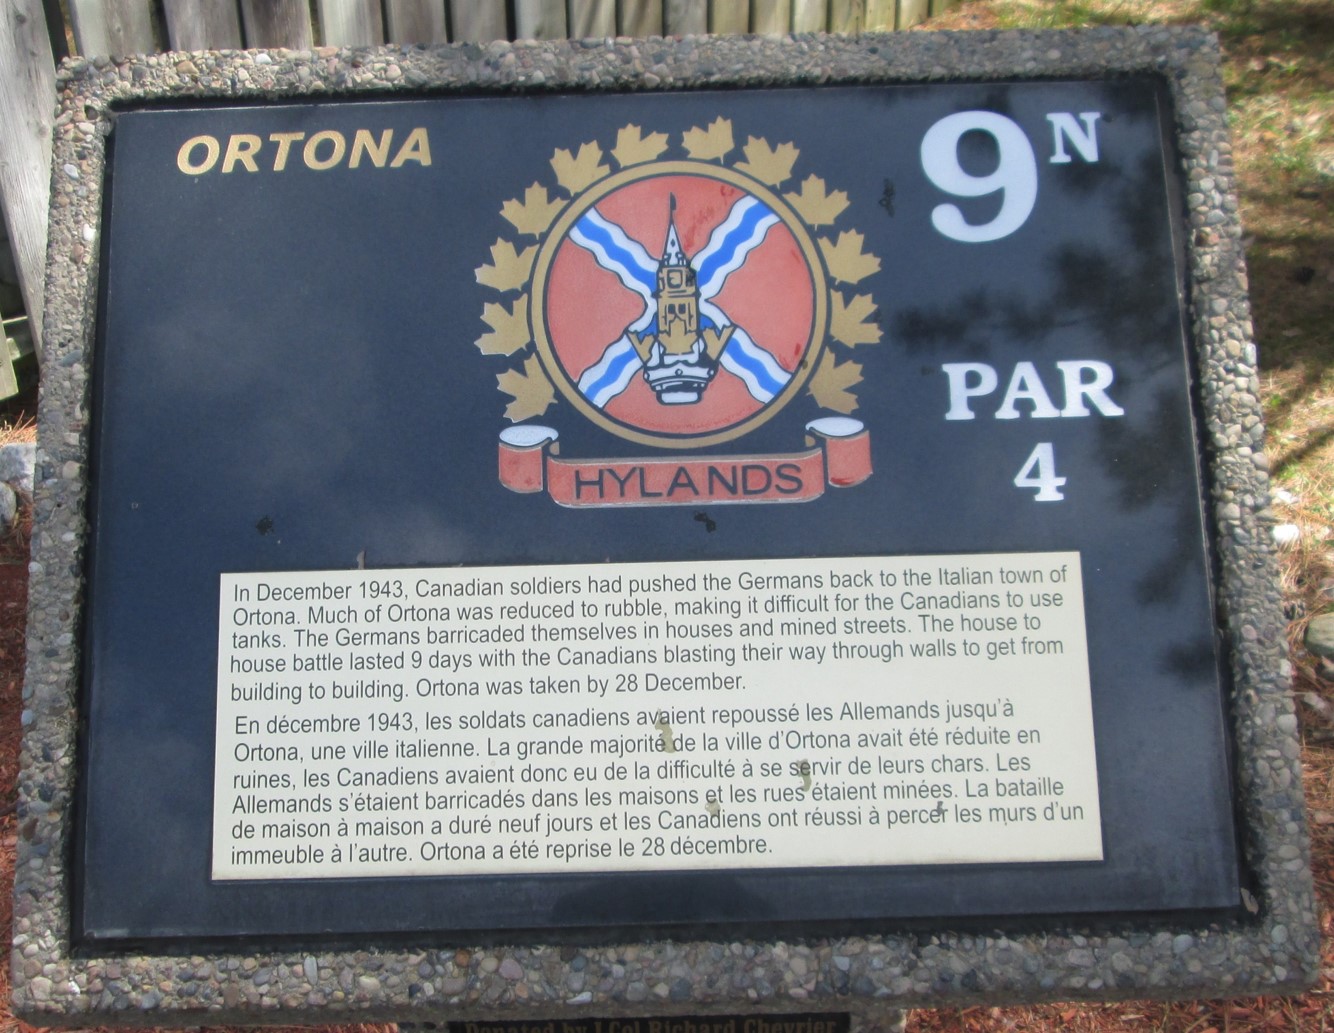 ORTONA
9N
PAR
4
HYLANDS
In December 1943, Canadian soldiers had pushed the Germans back to the Italian town of
Ortona. Much of Ortona was reduced to rubble, making it difficult for the Canadians to use
tanks. The Germans barricaded themselves in houses and mined streets. The house to
house battle lasted 9 days with the Canadians blasting their way through walls to get from
building to building. Ortona was taken by 28 December.
En décembre 1943, les soldats canadiens avaient repoussé les Allemands jusqu'à
Ortona, une ville italienne. La grande majorité de la ville d'Ortona avait été réduite en
ruines, les Canadiens avaient donc eu de la difficulté à se servir de leurs chars. Les
Allemands s'étaient barricadés dans les maisons et les rues étaient minées. La bataille
de maison à maison a duré neuf jours et les Canadiens ont réussi à percer les murs d'un
immeuble à l'autre. Ortona a été reprise le 28 décembre.
Donated by LCol Richard Chevrier